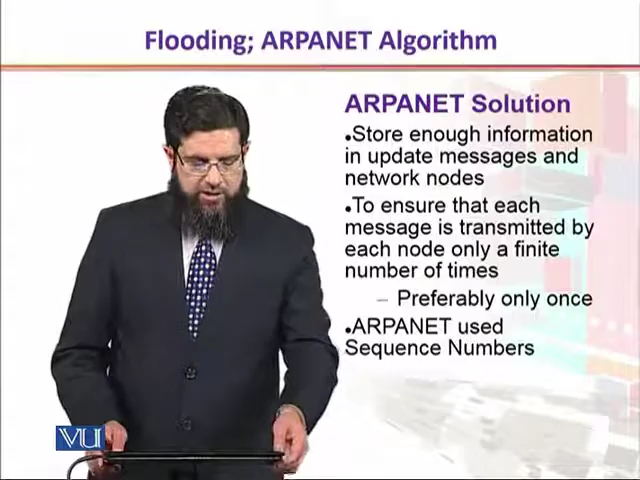 Flooding; ARPANET Algorithm
ARPANET Solution
•Store enough information
in update messages and
network nodes
•To ensure that each
message is transmitted by
each node only a finite
number of times
– Preferably only once
•ARPANET used
Sequence Numbers
VU